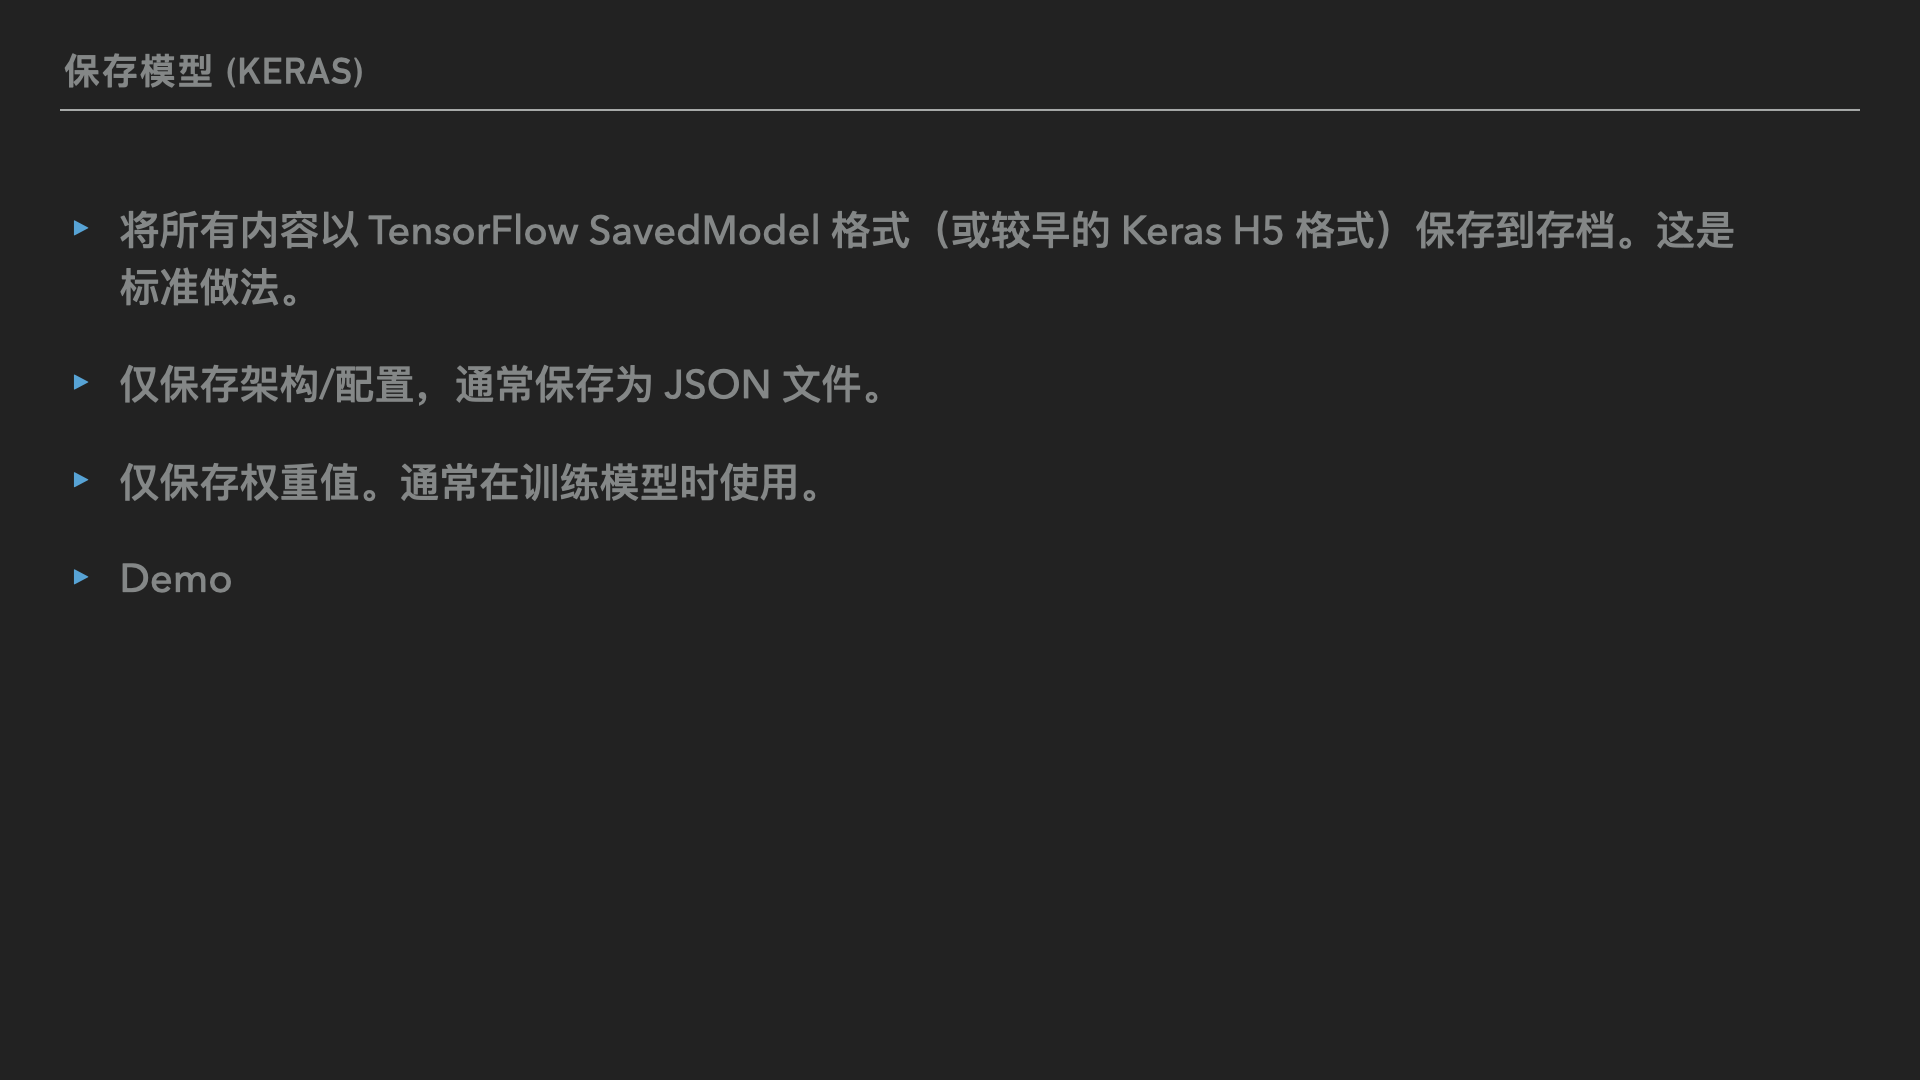 保存模型 (KERAS)
▸ 将所有内容以 TensorFlow SavedModel 格式（或较早的 Keras H5 格式）保存到存档。这是
标准做法。
▸ 仅保存架构/配置，通常保存为 JSON 文件。
▸ 仅保存权重值。通常在训练模型时使用。
▸ Demo